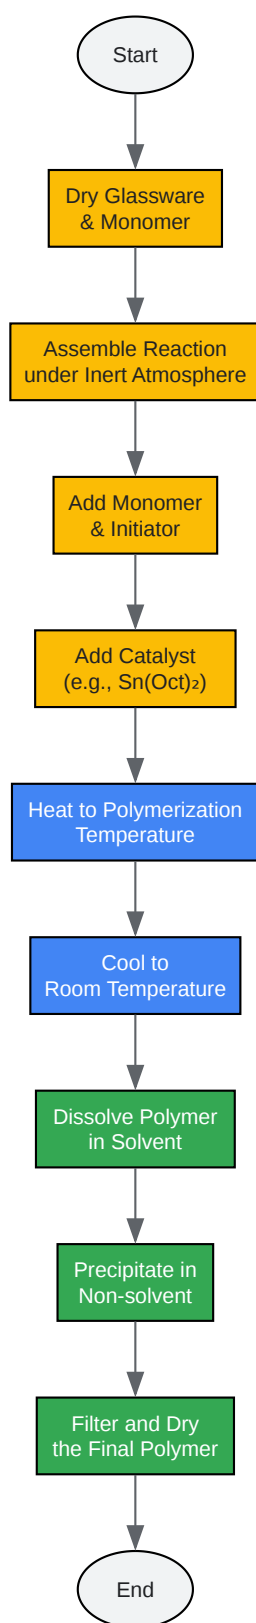 Start
Dry Glassware
& Monomer
Assemble Reaction
under Inert Atmosphere
Add Monomer
& Initiator
Add Catalyst
(e.g., Sn(Oct)₂)
Heat to Polymerization
Temperature
Cool to
Room Temperature
Dissolve Polymer
in Solvent
Precipitate in
Non-solvent
Filter and Dry
the Final Polymer
End